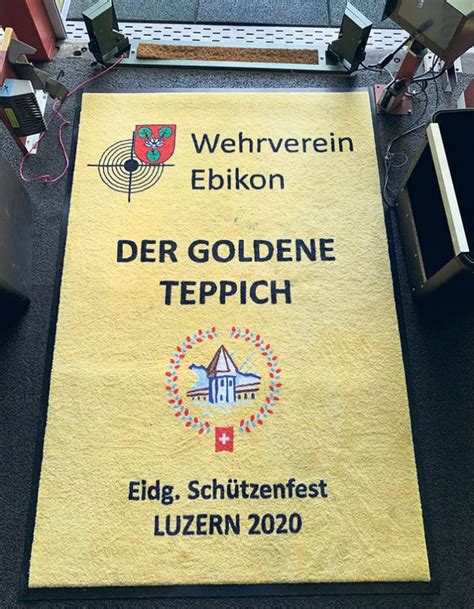 Wehrverein
Ebikon
DER GOLDENE
TEPPICH
Eidg. Schützenfest
LUZERN 2020